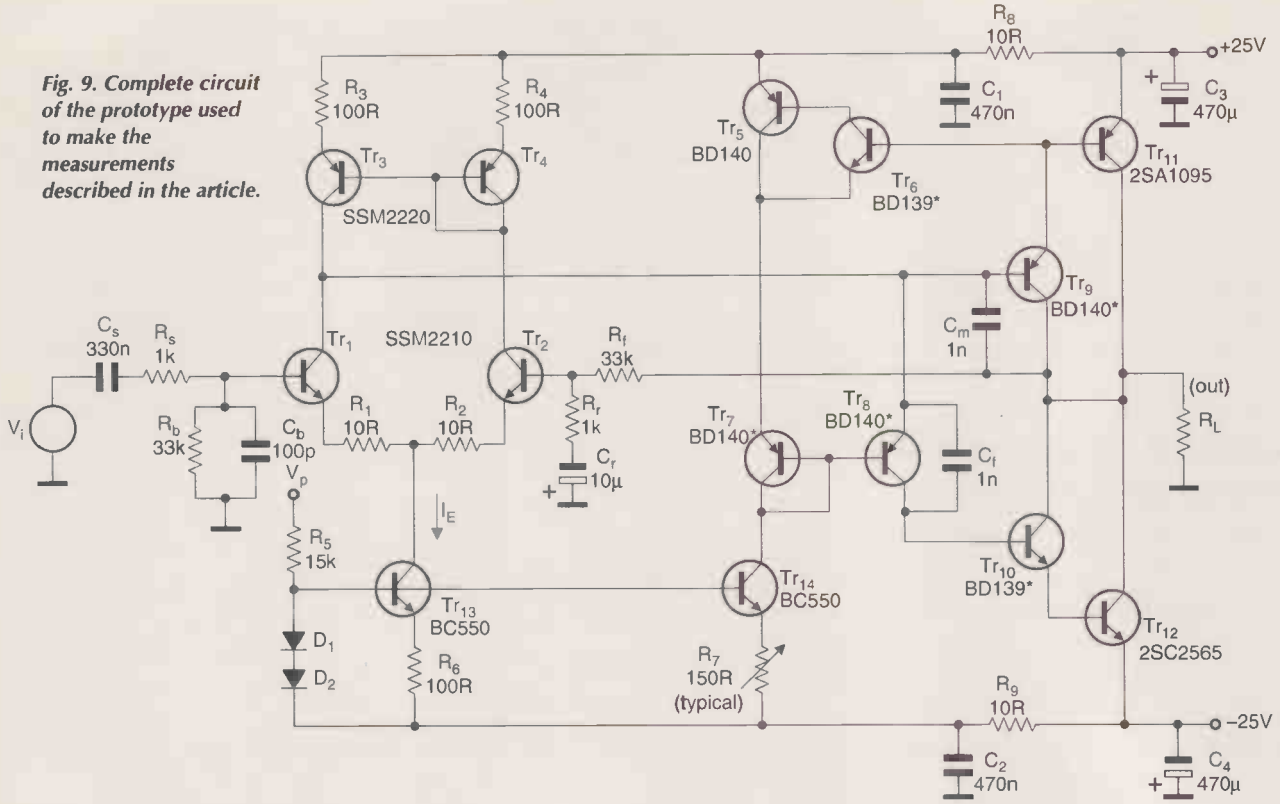 Fig. 9. Complete circuit
of the prototype used
to make the
measurements
described in the article.
R8
10R
+25V
R3
100R
R4
100R
C1
470n
+
C3
470µ
Tr5
BD140
Tr3
Tr4
SSM2220
Tr6
BD139*
Tr11
2SA1095
Tr9
BD140*
Cs
330n
Rs
1k
Tr1
SSM2210
Tr2
Rf
33k
Cm
1n
(out)
Vi
Rb
33k
Cb
100p
R1
10R
R2
10R
Rr
1k
Tr7
BD140*
Tr8
BD140*
Cf
1n
RL
Vp
+
Cr
10µ
IE
R5
15k
Tr10
BD139*
Tr13
BC550
Tr14
BC550
Tr12
2SC2565
D1
D2
R6
100R
R7
150R
(typical)
R9
10R
−25V
C2
470n
+
C4
470µ